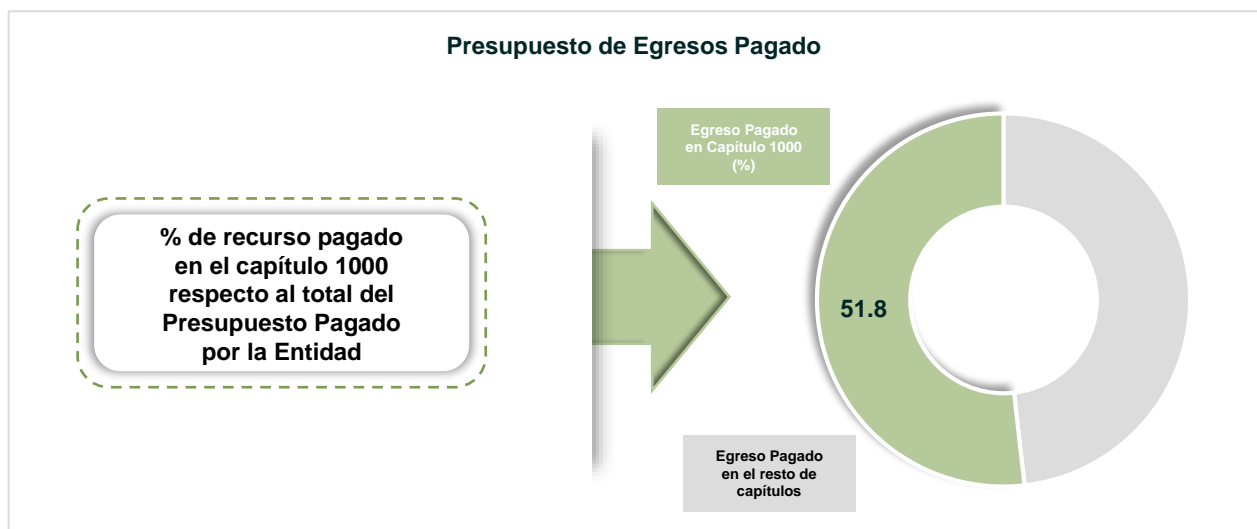 Presupuesto de Egresos Pagado
% de recurso pagado
en el capítulo 1000
respecto al total del
Presupuesto Pagado
por la Entidad
Egreso Pagado
en Capítulo 1000
(%)
51.8
Egreso Pagado
en el resto de
capítulos